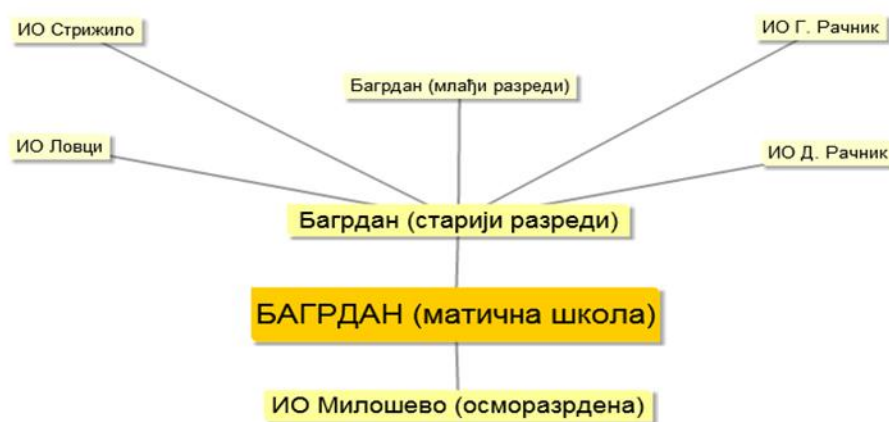 ИО Стрижило
ИО Г. Рачник
Багрдан (млађи разреди)
ИО Ловци
ИО Д. Рачник
Багрдан (старији разреди)
БАГРДАН (матична школа)
ИО Милошево (осморазрдена)